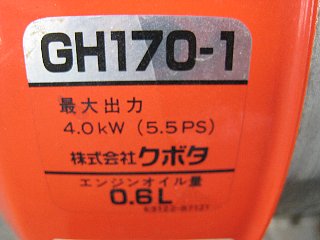 GH170-1
最大出力
4.0kW (5.5PS)
株式会社クボタ
エンジンオイル量
0.6L